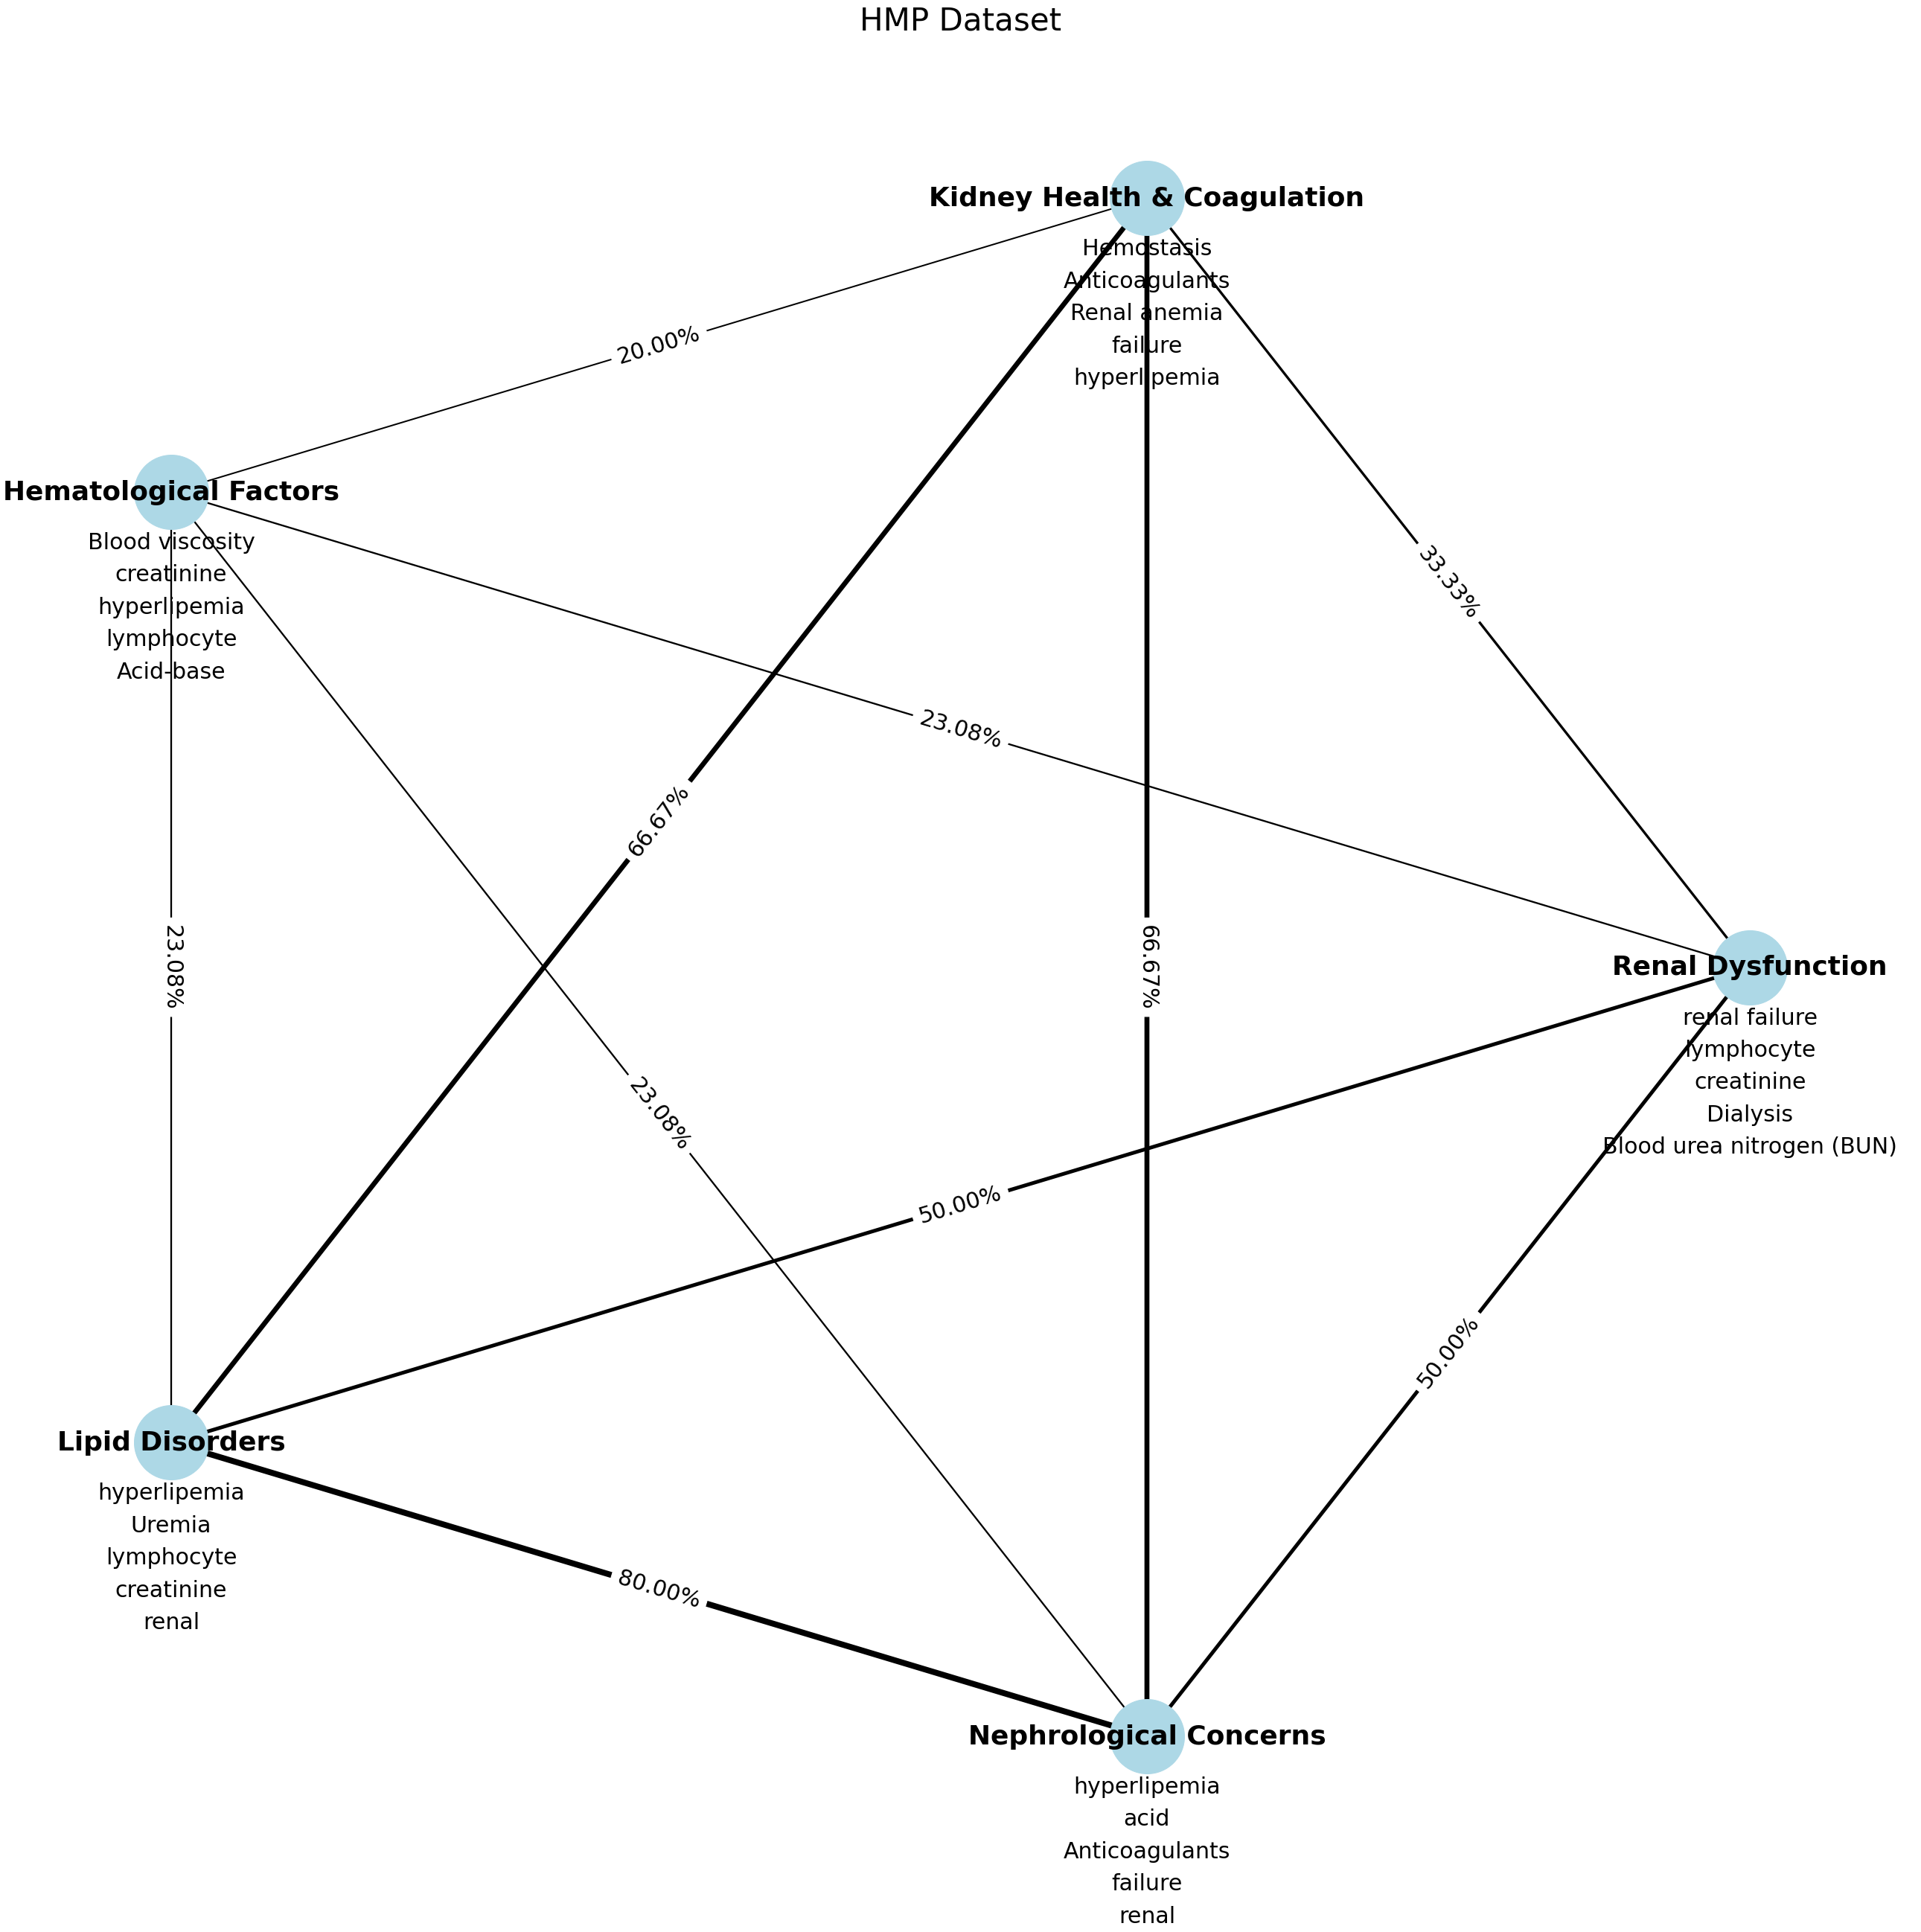 HMP Dataset
Kidney Health & Coagulation
Hemostasis
Anticoagulants
Renal anemia
failure
hyperlipemia
20.00%
Hematological Factors
Blood viscosity
creatinine
hyperlipemia
lymphocyte
Acid-base
33.33%
23.08%
66.67%
23.08%
66.67%
Renal Dysfunction
renal failure
lymphocyte
creatinine
Dialysis
Blood urea nitrogen (BUN)
23.08%
50.00%
50.00%
Lipid Disorders
hyperlipemia
Uremia
lymphocyte
creatinine
renal
80.00%
Nephrological Concerns
hyperlipemia
acid
Anticoagulants
failure
renal